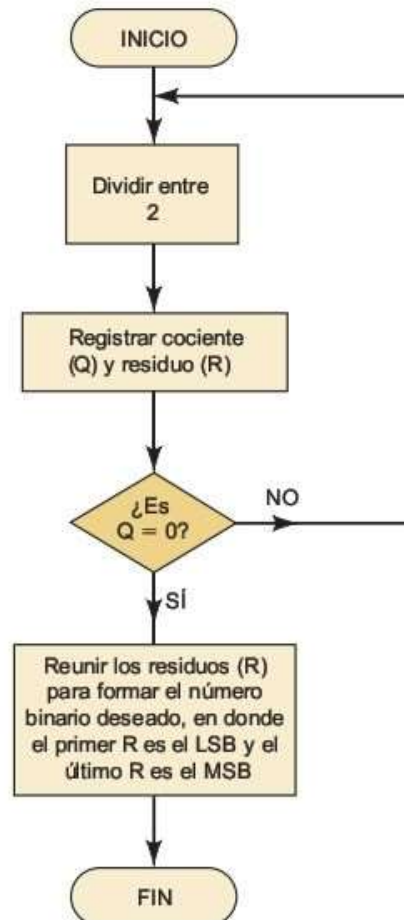 INICIO
Dividir entre
2
Registrar cociente
(Q) y residuo (R)
¿Es
Q = 0?
NO
SÍ
Reunir los residuos (R)
para formar el número
binario deseado, en donde
el primer R es el LSB y el
último R es el MSB
FIN